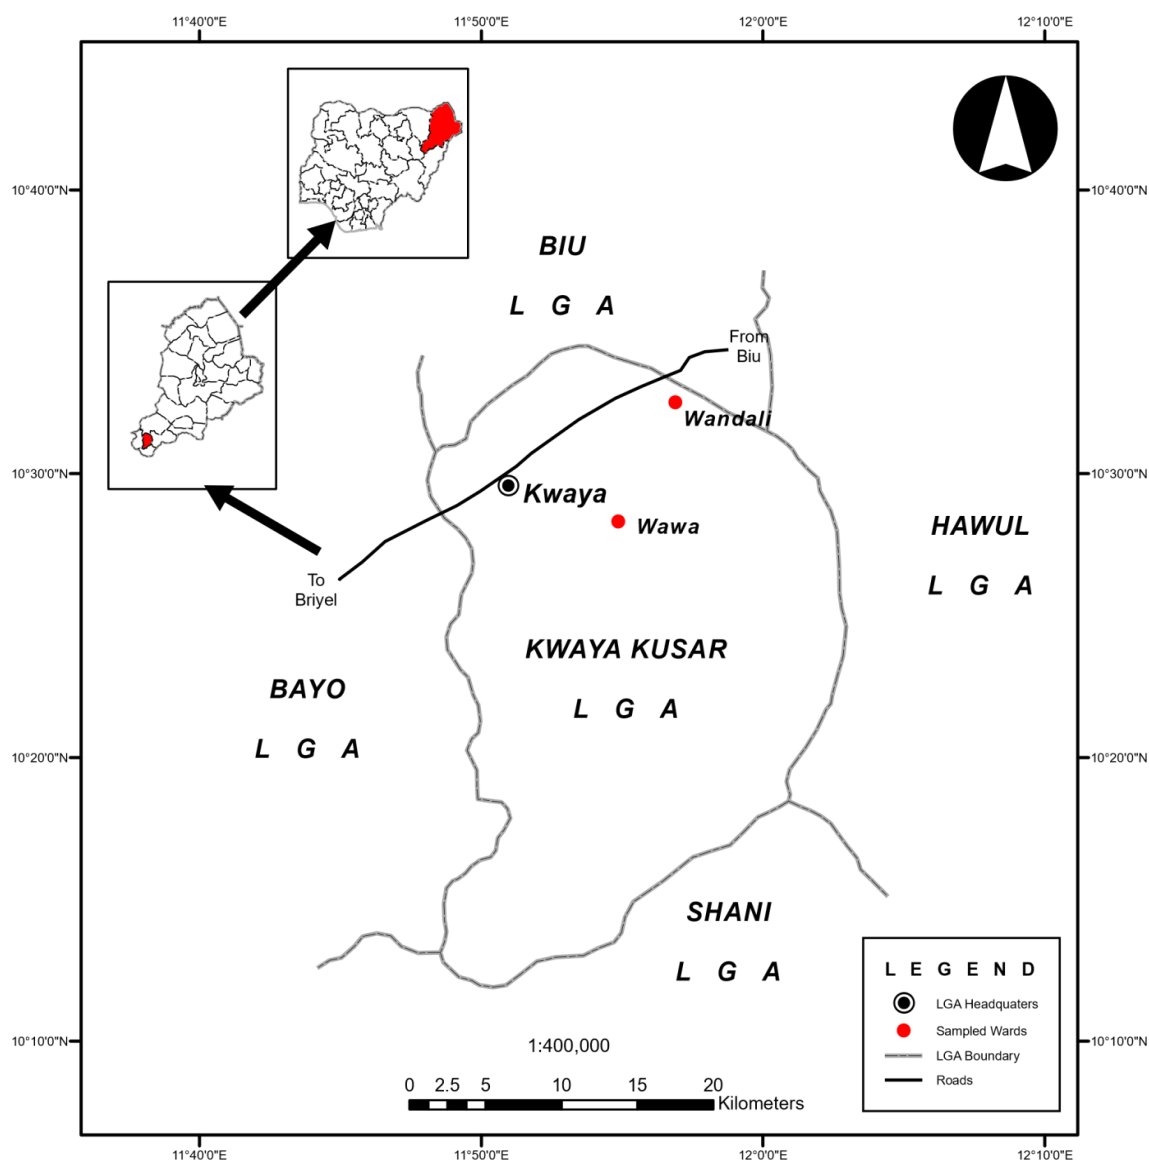 11°40'0"E
11°50'0"E
12°0'0"E
12°10'0"E
10°40'0"N
10°40'0"N
BIU
L G A
From
Biu
Wandali
10°30'0"N
10°30'0"N
Kwaya
Wawa
HAWUL
L G A
To
Briyel
KWAYA KUSAR
L G A
BAYO
L G A
10°20'0"N
10°20'0"N
SHANI
L G A
L E G E N D
LGA Headquaters
Sampled Wards
LGA Boundary
Roads
10°10'0"N
10°10'0"N
1:400,000
0 2.5 5 10 15 20
Kilometers
11°40'0"E
11°50'0"E
12°0'0"E
12°10'0"E